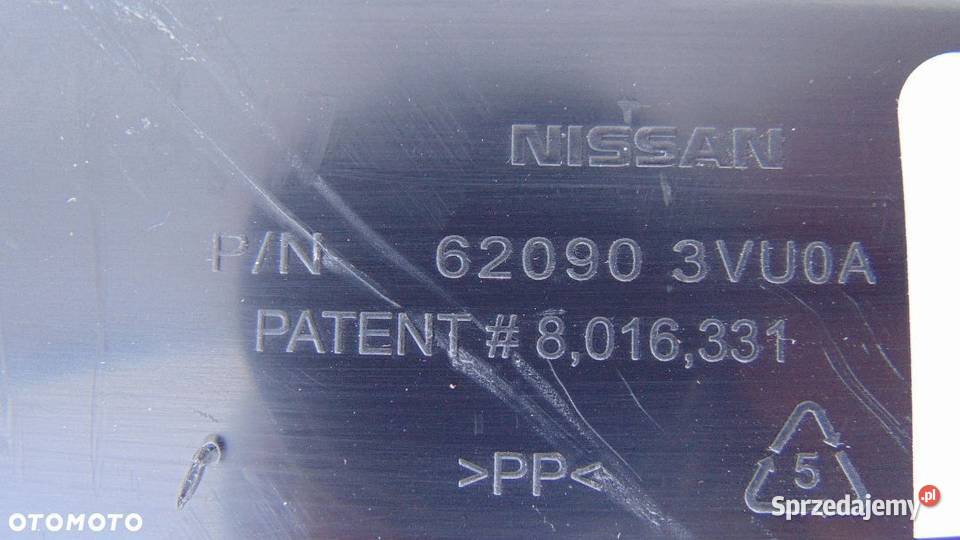 NISSAN
P/N 62090 3VU0A
PATENT # 8,016,331
>PP<
5
Sprzedajemy.pl
OTOMOTO